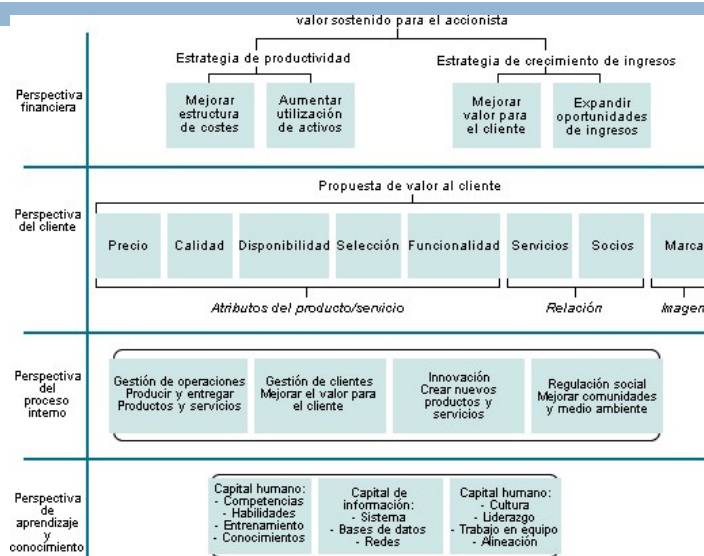 valor sostenido para el accionista
Estrategia de productividad
Estrategia de crecimiento de ingresos
Perspectiva
financiera
Mejorar
estructura
de costes
Aumentar
utilización
de activos
Mejorar
valor para
el cliente
Expandir
oportunidades
de ingresos
Propuesta de valor al cliente
Perspectiva
del cliente
Precio
Calidad
Disponibilidad
Selección
Funcionalidad
Servicios
Socios
Marca
Atributos del producto/servicio
Relación
Imagen
Perspectiva
del
proceso
interno
Gestión de operaciones
Producir y entregar
Productos y servicios
Gestión de clientes
Mejorar el valor para
el cliente
Innovación
Crear nuevos
productos y
servicios
Regulación social
Mejorar comunidades
y medio ambiente
Perspectiva
de
aprendizaje
y
conocimiento
Capital humano:
- Competencias
- Habilidades
- Entrenamiento
- Conocimientos
Capital de
información:
- Sistema
- Bases de datos
- Redes
Capital humano:
- Cultura
- Liderazgo
- Trabajo en equipo
- Alineación